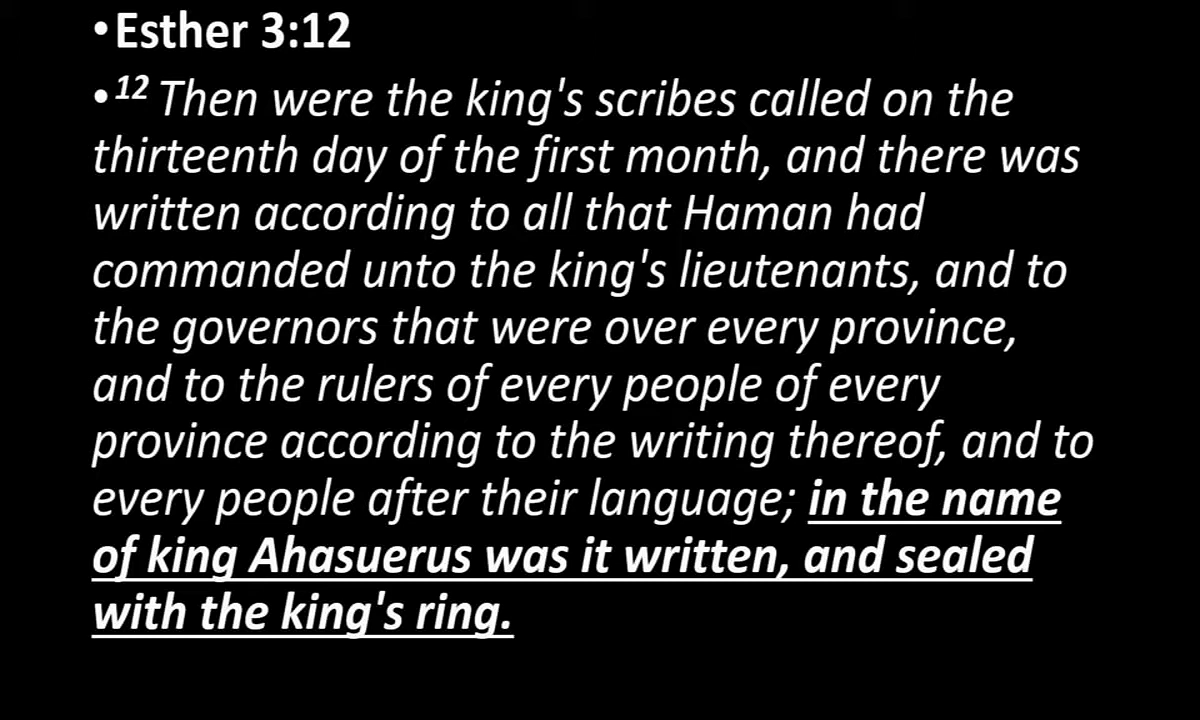 •Esther 3:12
•12 Then were the king's scribes called on the
thirteenth day of the first month, and there was
written according to all that Haman had
commanded unto the king's lieutenants, and to
the governors that were over every province,
and to the rulers of every people of every
province according to the writing thereof, and to
every people after their language; in the name
of king Ahasuerus was it written, and sealed
with the king's ring.